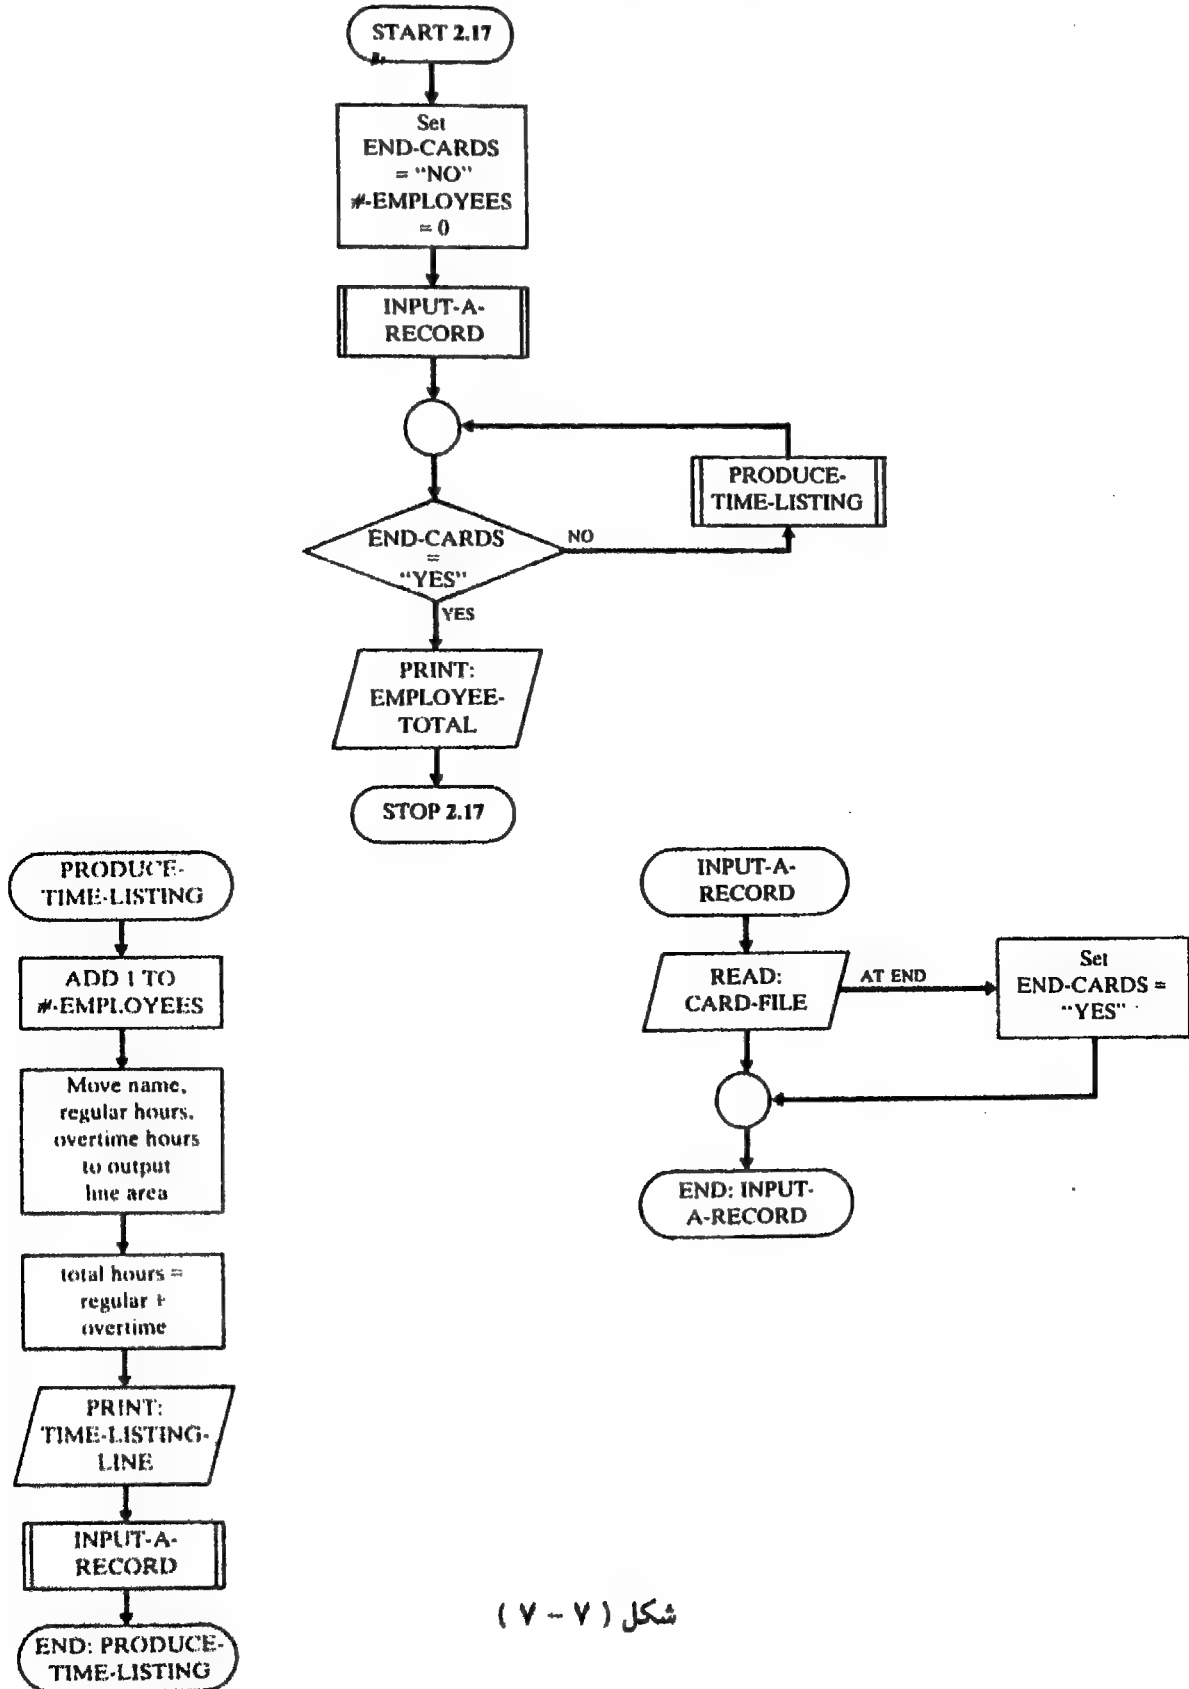 START 2.17
Set
END-CARDS
= “NO”
#-EMPLOYEES
= 0
INPUT-A-
RECORD
PRODUCE-
TIME-LISTING
END-CARDS
=
“YES”
NO
YES
PRINT:
EMPLOYEE-
TOTAL
STOP 2.17
PRODUCE-
TIME-LISTING
ADD 1 TO
#-EMPLOYEES
Move name,
regular hours,
overtime hours
to output
line area
total hours =
regular +
overtime
PRINT:
TIME-LISTING-
LINE
INPUT-A-
RECORD
END: PRODUCE-
TIME-LISTING
INPUT-A-
RECORD
READ:
CARD-FILE
AT END
Set
END-CARDS =
“YES”
END: INPUT-
A-RECORD
شكل ( ٧ – ٧ )